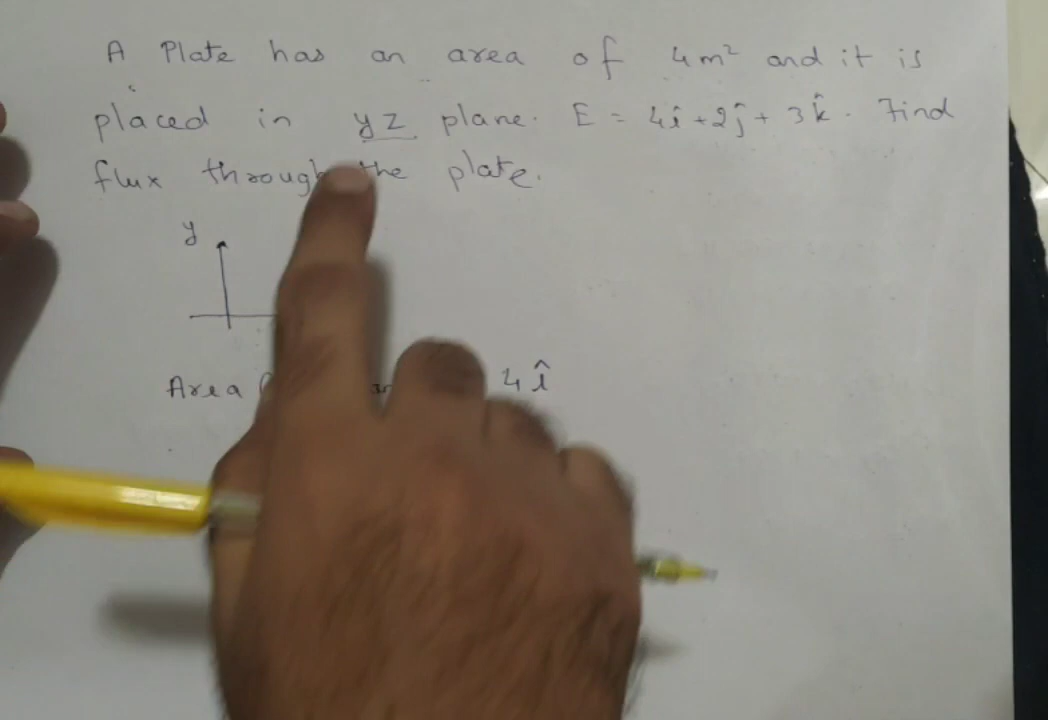 A Plate has an area of 4m² and it is
placed in yz plane. E = 4î + 2ĵ + 3k̂. Find
flux through the plate.
y
Area 4 î